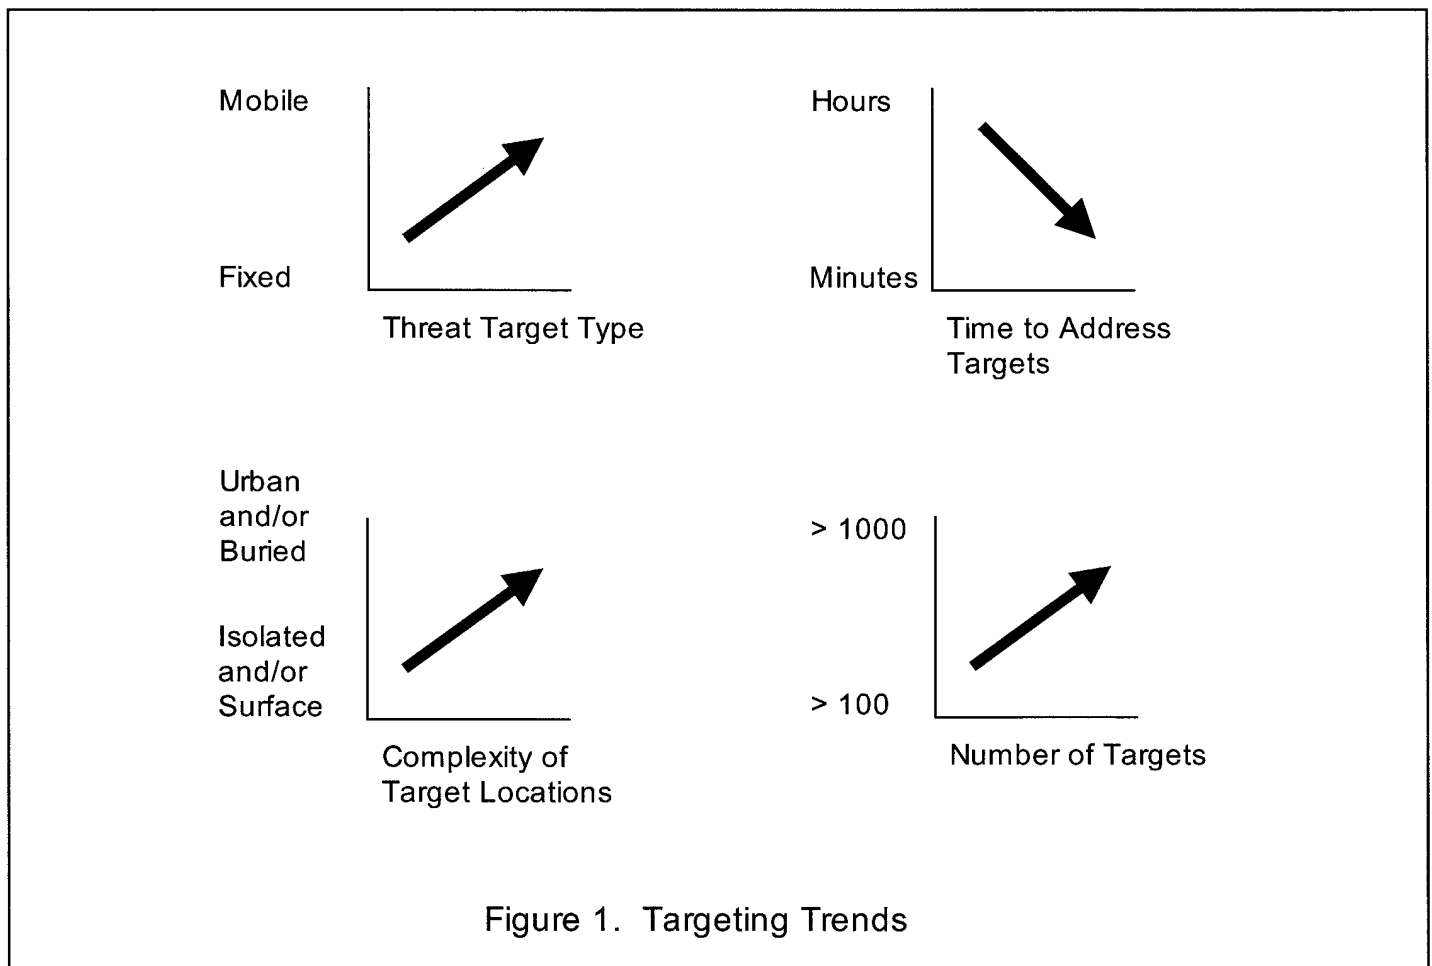 Mobile
Fixed
Threat Target Type
Hours
Minutes
Time to Address
Targets
Urban
and/or
Buried
Isolated
and/or
Surface
Complexity of
Target Locations
> 1000
> 100
Number of Targets
Figure 1. Targeting Trends